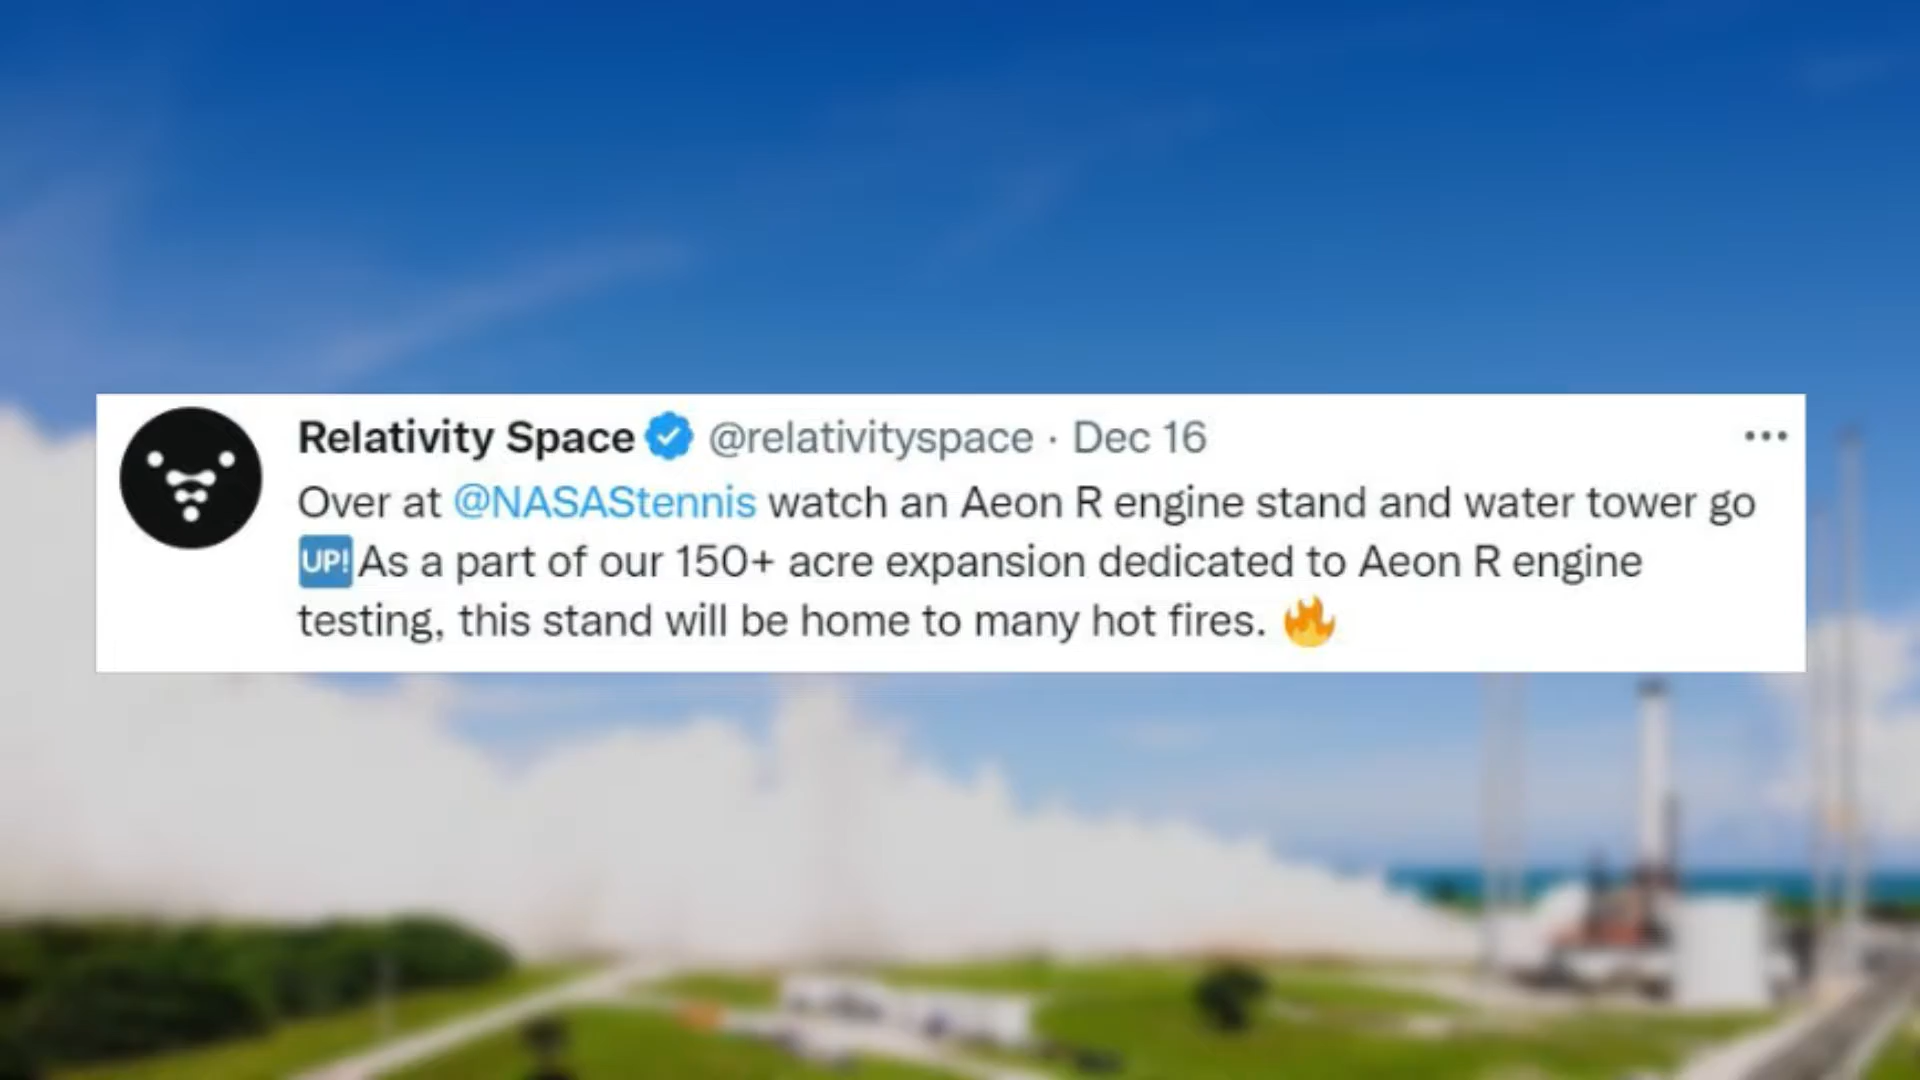 Relativity Space @relativityspace · Dec 16
Over at @NASAStennis watch an Aeon R engine stand and water tower go
🆙As a part of our 150+ acre expansion dedicated to Aeon R engine
testing, this stand will be home to many hot fires. 🔥